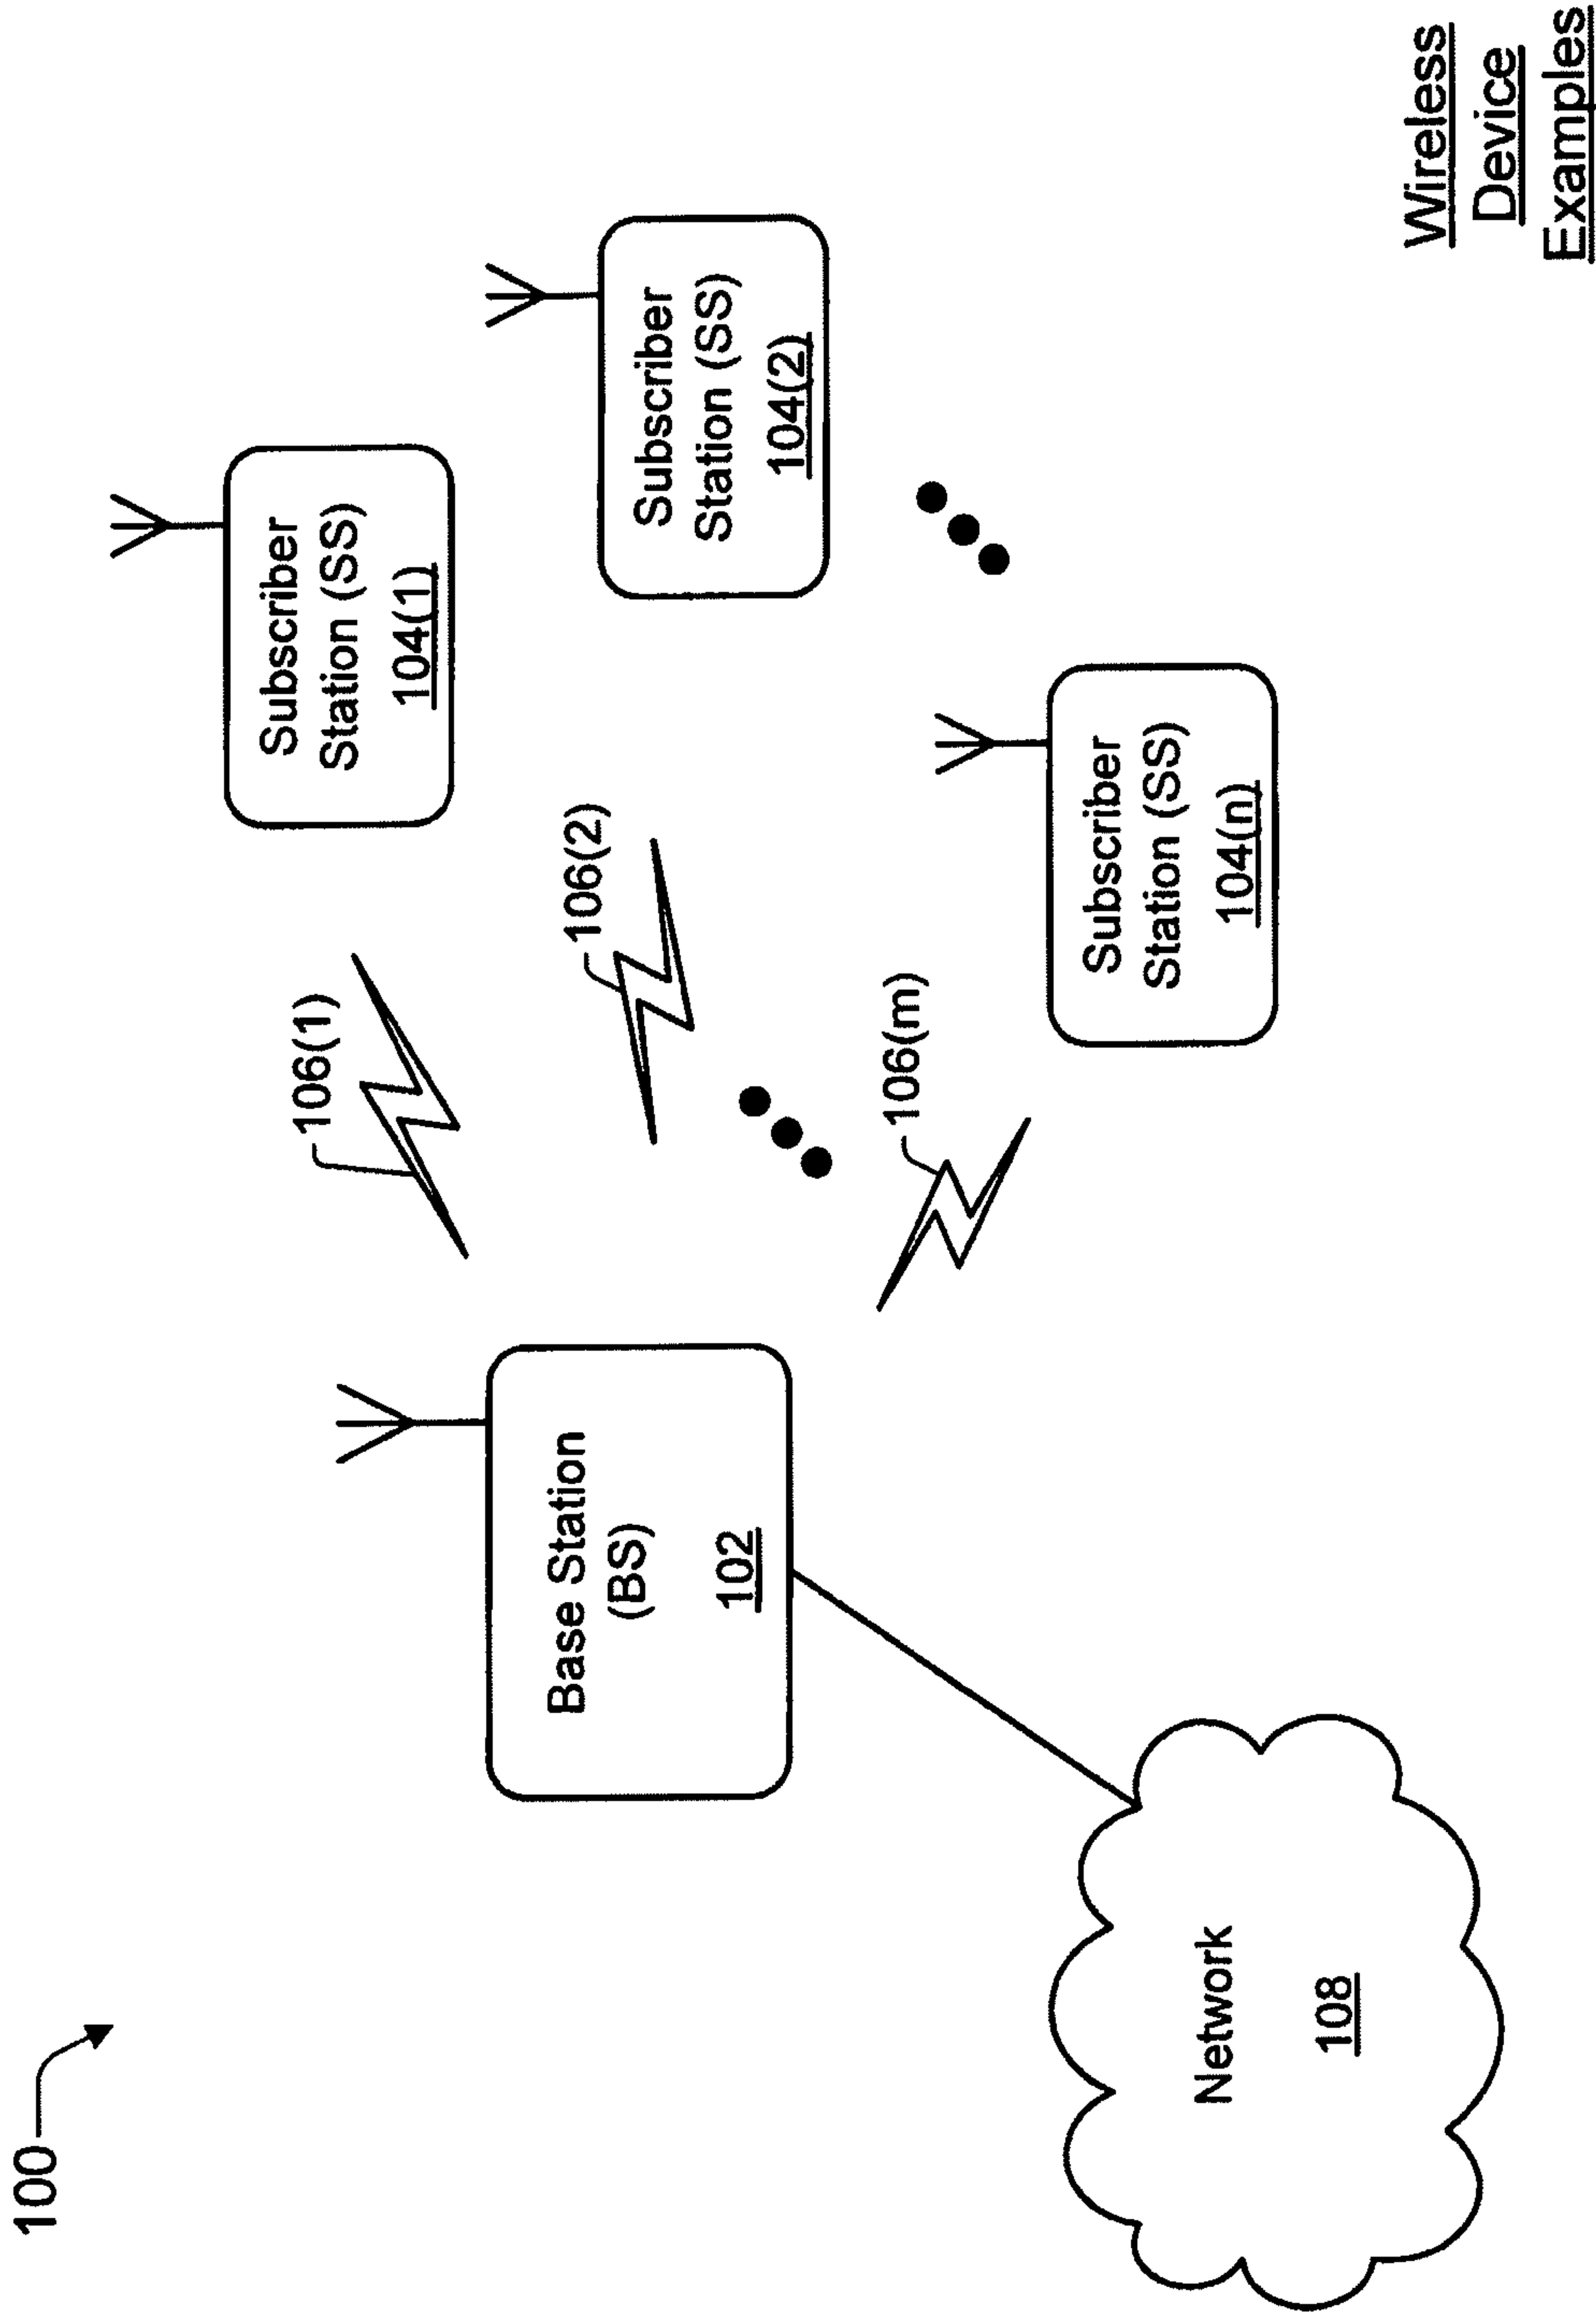 100
Subscriber
Station (SS)
104(1)
106(1)
Subscriber
Station (SS)
104(2)
106(2)
Base Station
(BS)
102
106(m)
Subscriber
Station (SS)
104(n)
Network
108
Wireless
Device
Examples